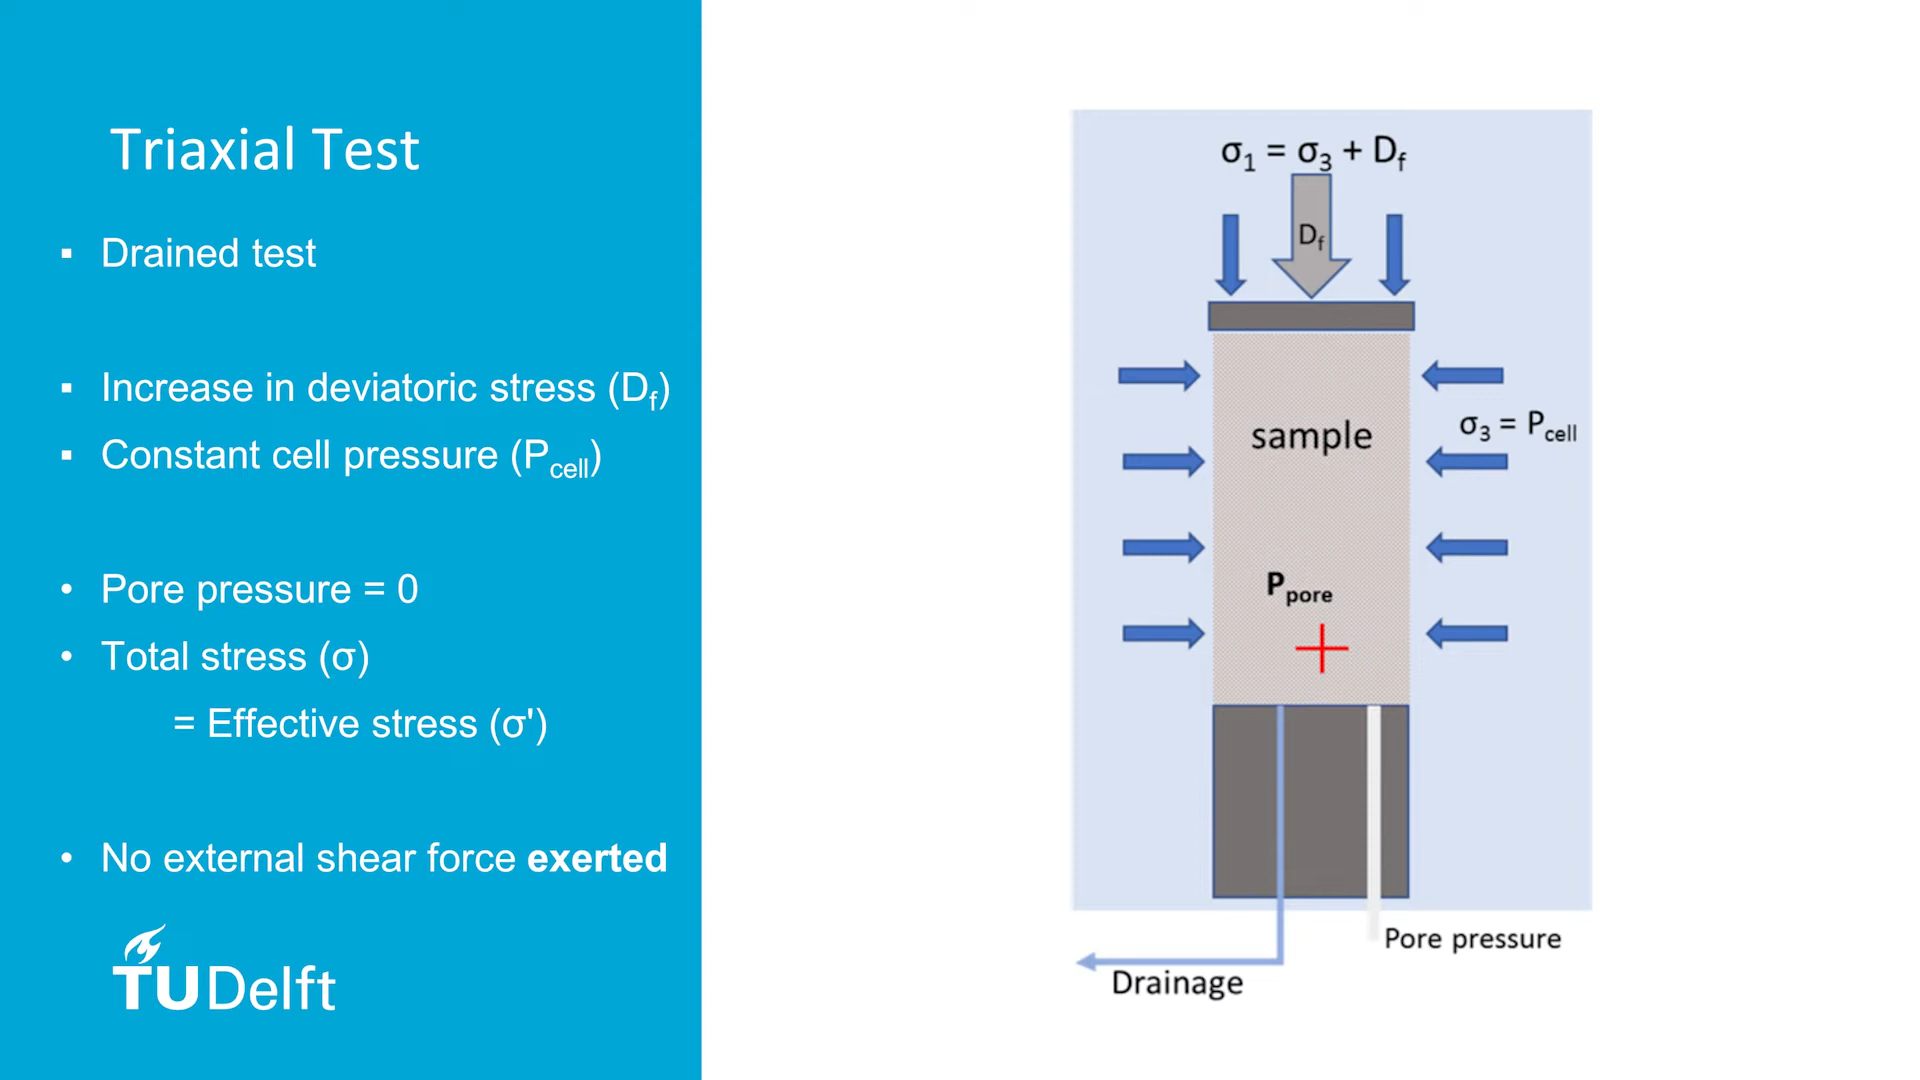 Triaxial Test
▪ Drained test
▪ Increase in deviatoric stress (Df)
▪ Constant cell pressure (Pcell)
• Pore pressure = 0
• Total stress (σ)
= Effective stress (σ')
• No external shear force exerted
TUDelft
σ1 = σ3 + Df
Df
sample
σ3 = Pcell
Ppore
Pore pressure
Drainage